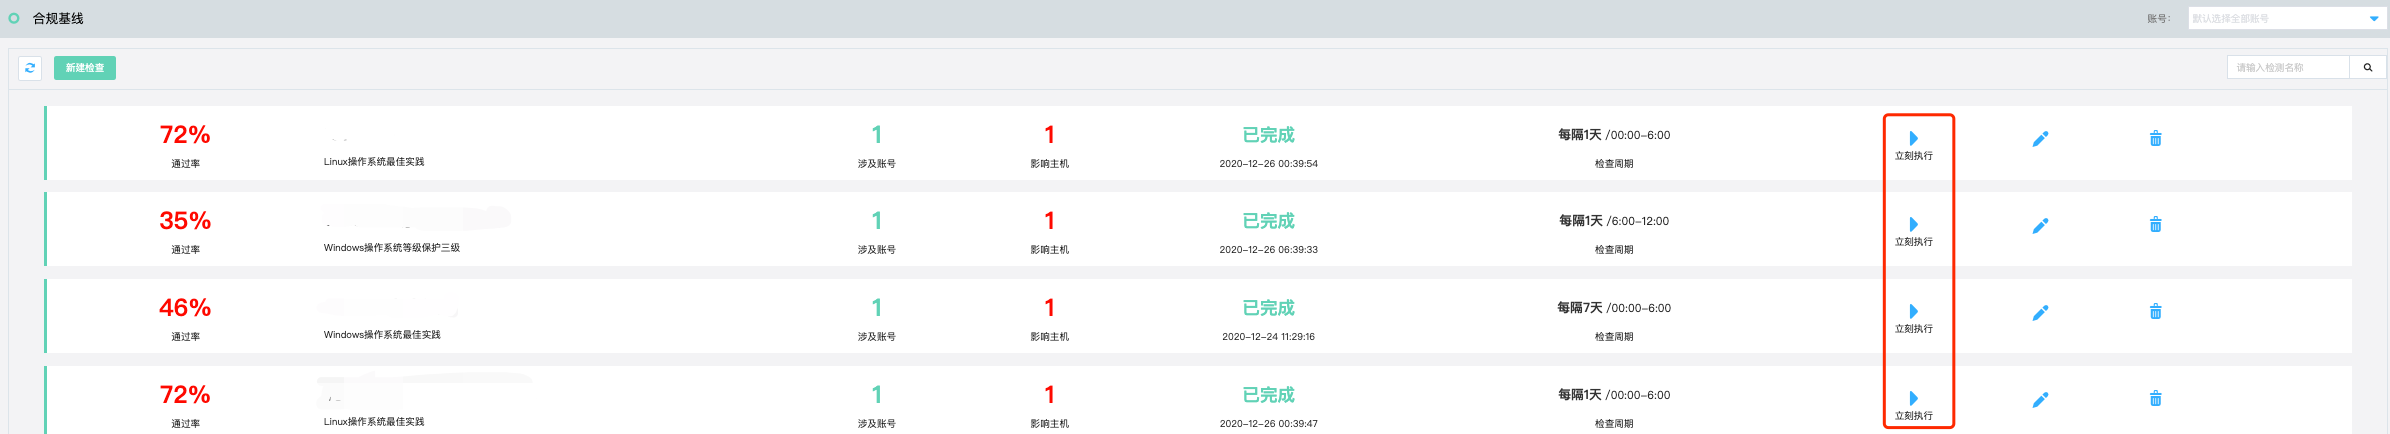 合规基线
账号： 默认选择全部账号
新建检查 请输入检测名称
72% 1 1 已完成 每隔1天 /00:00-6:00
通过率 Linux操作系统最佳实践 涉及账号 影响主机 2020-12-26 00:39:54 检查周期 立刻执行
35% 1 1 已完成 每隔1天 /6:00-12:00
通过率 Windows操作系统等级保护三级 涉及账号 影响主机 2020-12-26 06:39:33 检查周期 立刻执行
46% 1 1 已完成 每隔7天 /00:00-6:00
通过率 Windows操作系统最佳实践 涉及账号 影响主机 2020-12-24 11:29:16 检查周期 立刻执行
72% 1 1 已完成 每隔1天 /00:00-6:00
通过率 Linux操作系统最佳实践 涉及账号 影响主机 2020-12-26 00:39:47 检查周期 立刻执行